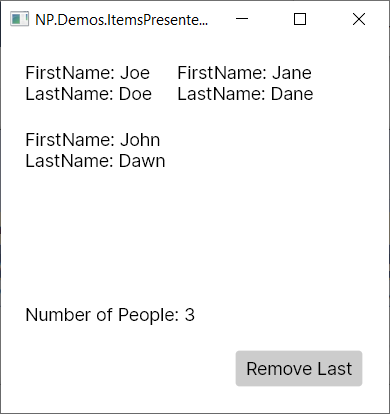 NP.Demos.ItemsPresente...
FirstName: Joe FirstName: Jane
LastName: Doe LastName: Dane
FirstName: John
LastName: Dawn
Number of People: 3
Remove Last